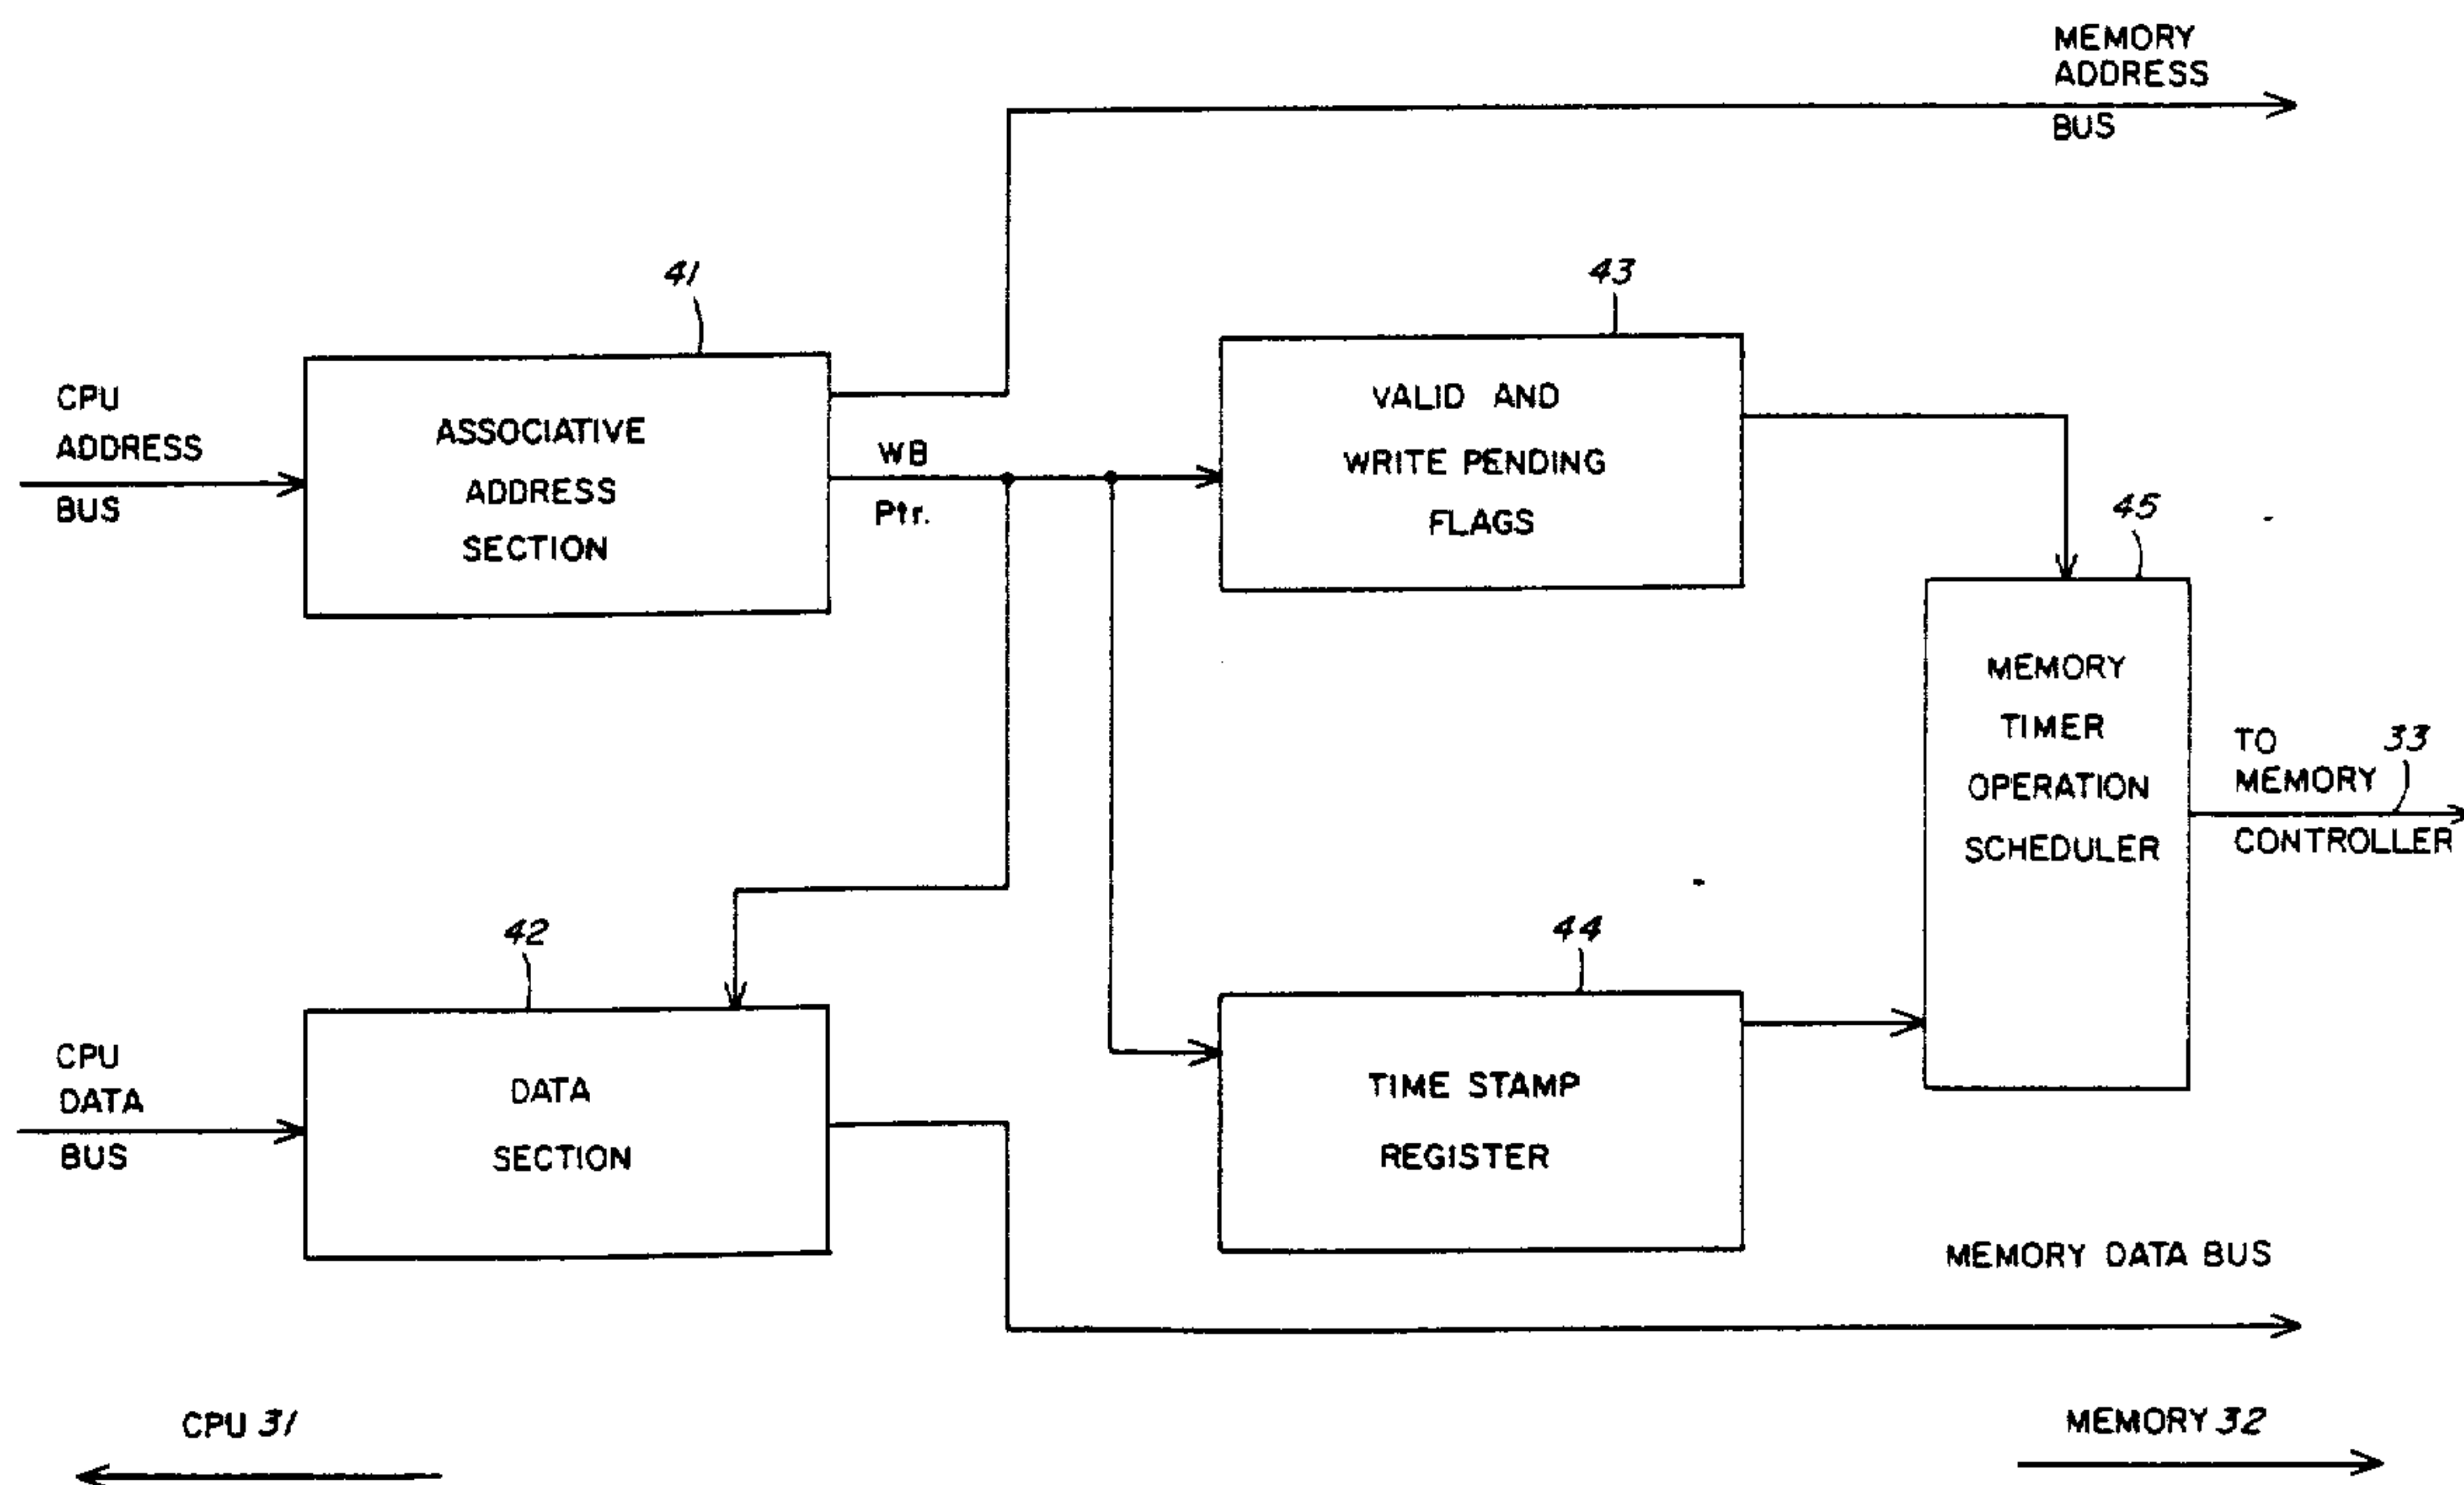 MEMORY
ADDRESS
BUS
41
43
CPU
ADDRESS
BUS
ASSOCIATIVE
ADDRESS
SECTION
WB
Ptr.
VALID AND
WRITE PENDING
FLAGS
45
MEMORY
TIMER
OPERATION
SCHEDULER
TO
MEMORY 33
CONTROLLER
42
44
CPU
DATA
BUS
DATA
SECTION
TIME STAMP
REGISTER
MEMORY DATA BUS
CPU 31
MEMORY 32